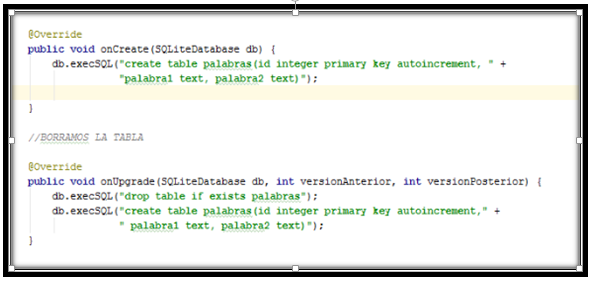 @Override
public void onCreate(SQLiteDatabase db) {
db.execSQL("create table palabras(id integer primary key autoincrement, " +
"palabra1 text, palabra2 text)");
}
//BORRAMOS LA TABLA
@Override
public void onUpgrade(SQLiteDatabase db, int versionAnterior, int versionPosterior) {
db.execSQL("drop table if exists palabras");
db.execSQL("create table palabras(id integer primary key autoincrement," +
" palabra1 text, palabra2 text)");
}